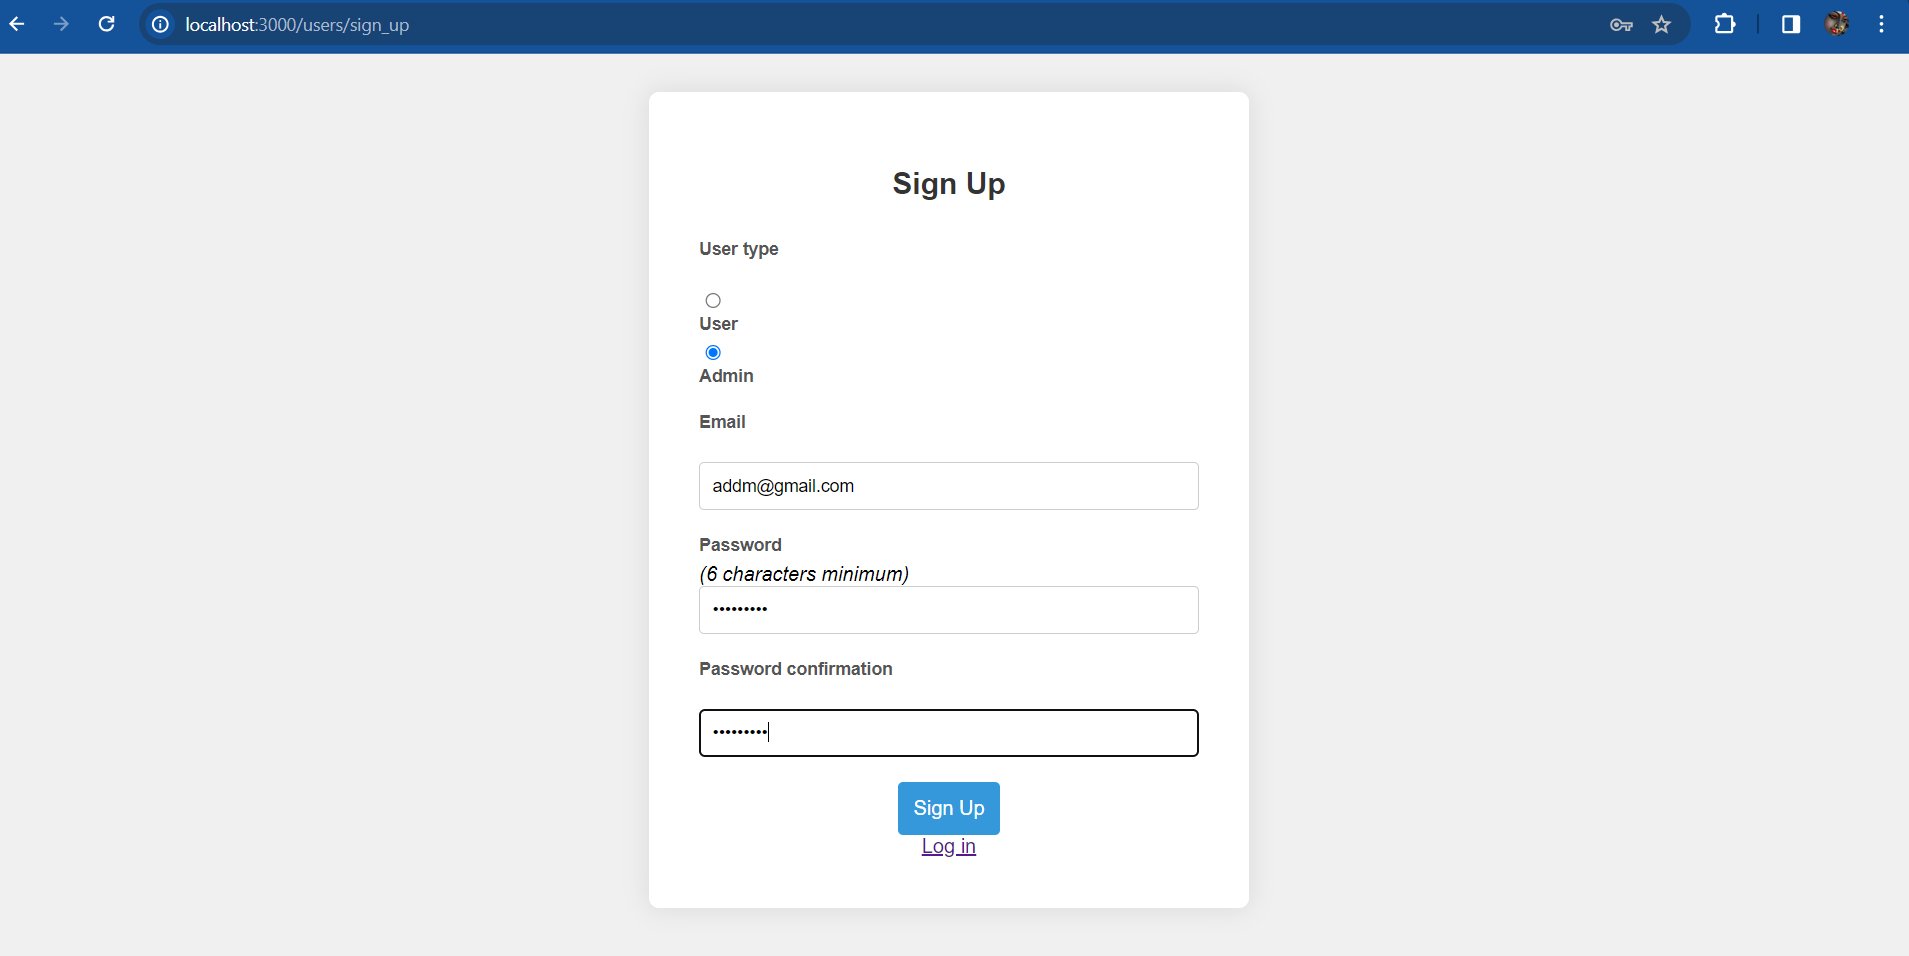 localhost:3000/users/sign_up
Sign Up
User type
User
Admin
Email
addm@gmail.com
Password
(6 characters minimum)
•••••••••
Password confirmation
•••••••••
Sign Up
Log in